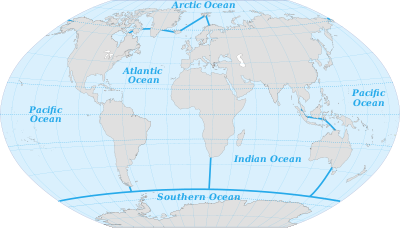 Arctic Ocean
Atlantic
Ocean
Pacific
Ocean
Pacific
Ocean
Indian Ocean
Southern Ocean